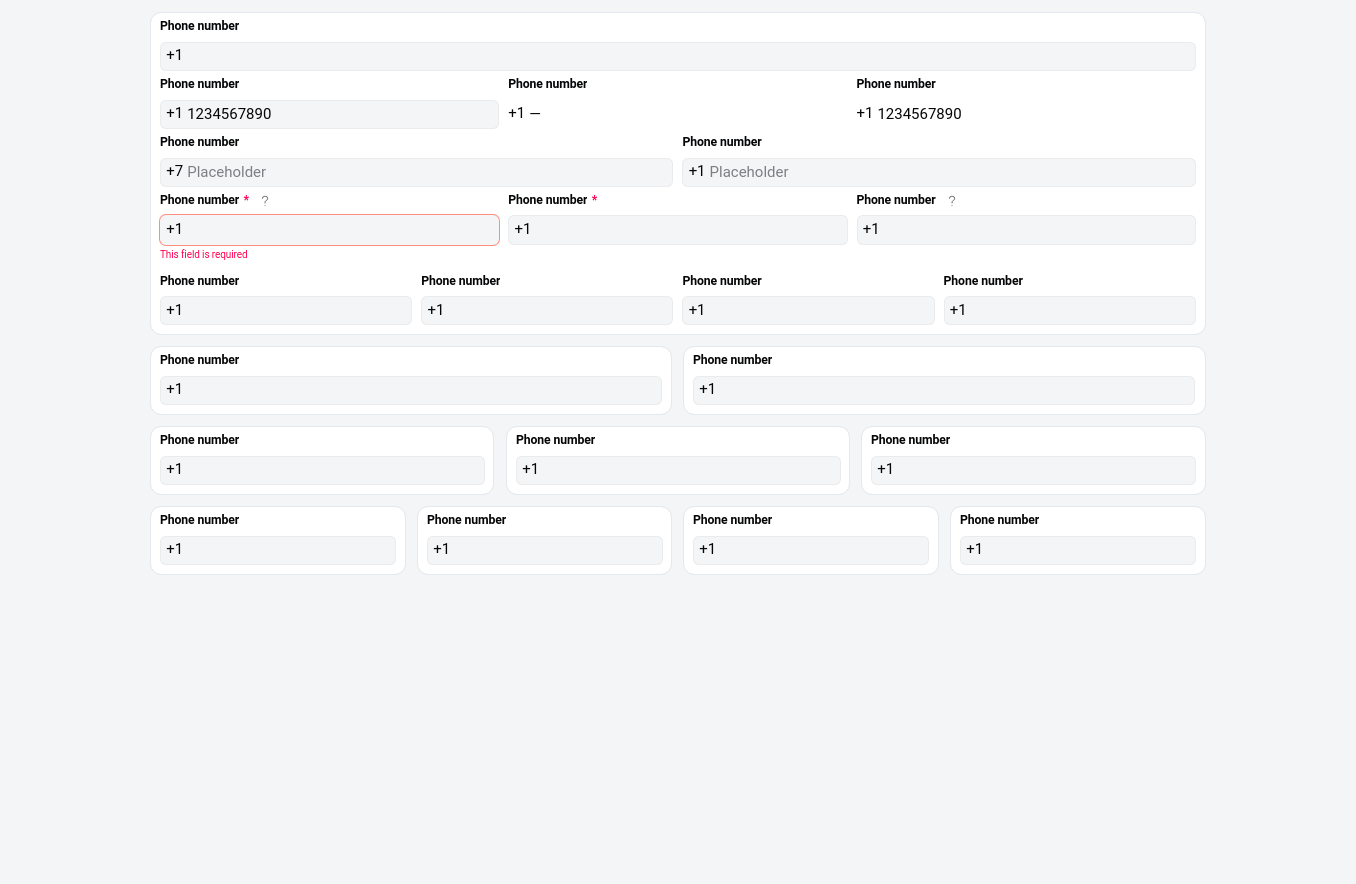 Phone number
+1
Phone number Phone number Phone number
+1 1234567890 +1 — +1 1234567890
Phone number Phone number
+7 Placeholder +1 Placeholder
Phone number * ? Phone number * Phone number ?
+1 +1 +1
This field is required
Phone number Phone number Phone number Phone number
+1 +1 +1 +1
Phone number Phone number
+1 +1
Phone number Phone number Phone number
+1 +1 +1
Phone number Phone number Phone number Phone number
+1 +1 +1 +1